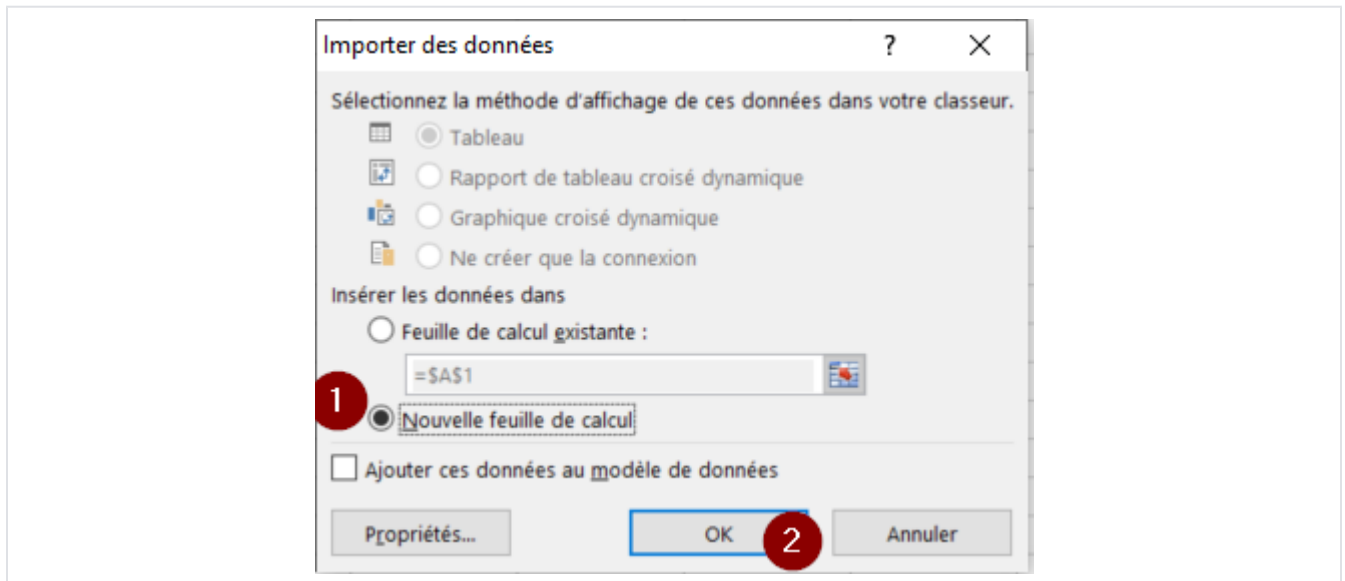 Importer des données ?
Sélectionnez la méthode d'affichage de ces données dans votre classeur.
Tableau
Rapport de tableau croisé dynamique
Graphique croisé dynamique
Ne créer que la connexion
Insérer les données dans
Feuille de calcul existante :
=$A$1
1
Nouvelle feuille de calcul
Ajouter ces données au modèle de données
Propriétés... OK 2 Annuler